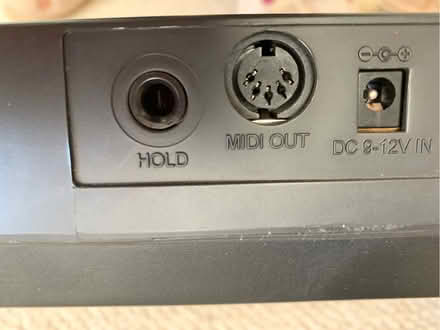 HOLD
MIDI OUT
DC 9-12V IN